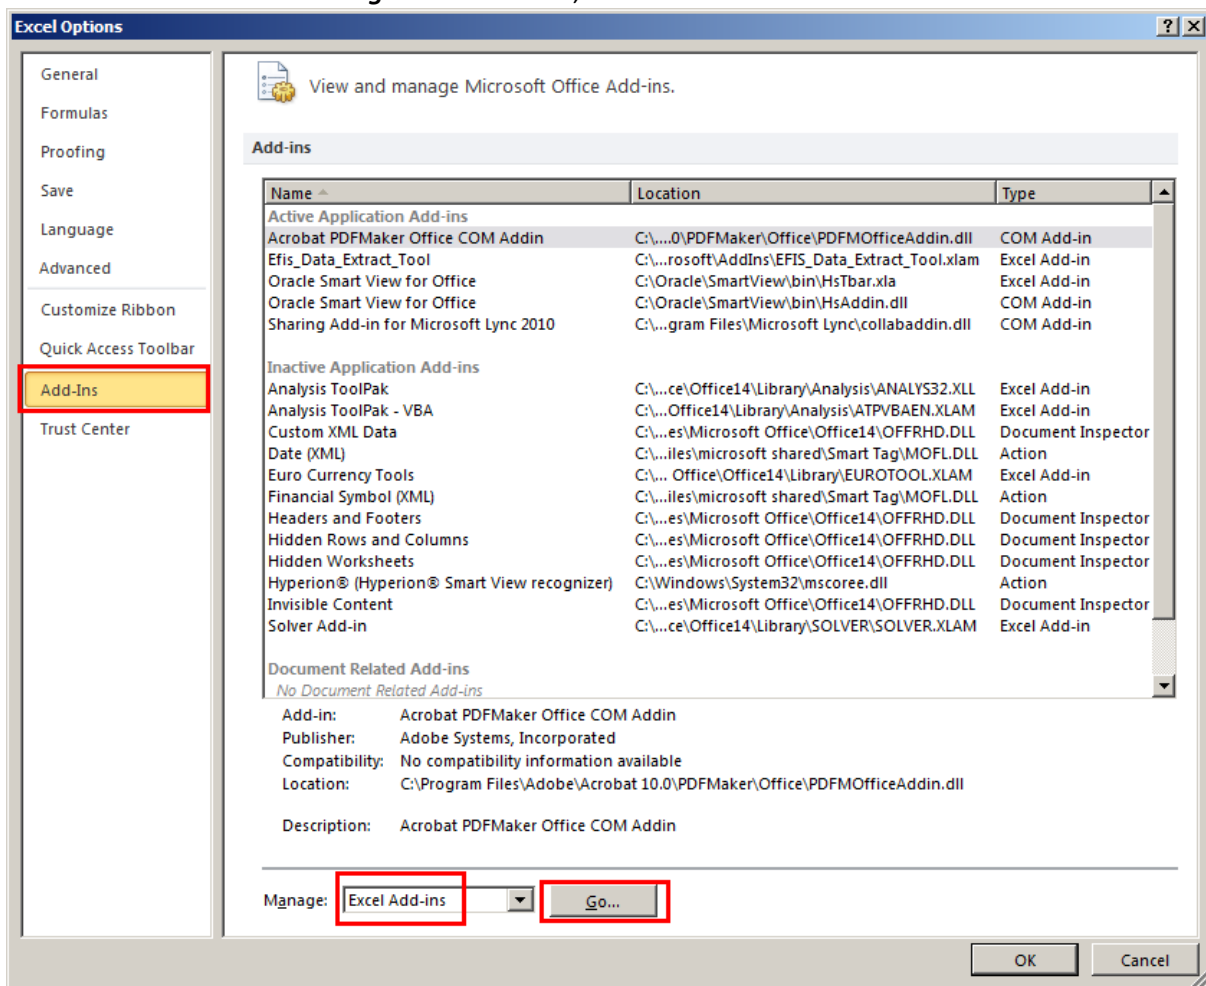 Excel Options
General
Formulas
Proofing
Save
Language
Advanced
Customize Ribbon
Quick Access Toolbar
Add-Ins
Trust Center
View and manage Microsoft Office Add-ins.
Add-ins
Name Location Type
Active Application Add-ins
Acrobat PDFMaker Office COM Addin C:\....0\PDFMaker\Office\PDFMOfficeAddin.dll COM Add-in
Efis_Data_Extract_Tool C:\...rosoft\AddIns\EFIS_Data_Extract_Tool.xlam Excel Add-in
Oracle Smart View for Office C:\Oracle\SmartView\bin\HsTbar.xla Excel Add-in
Oracle Smart View for Office C:\Oracle\SmartView\bin\HsAddin.dll COM Add-in
Sharing Add-in for Microsoft Lync 2010 C:\...gram Files\Microsoft Lync\collabaddin.dll COM Add-in
Inactive Application Add-ins
Analysis ToolPak C:\...ce\Office14\Library\Analysis\ANALYS32.XLL Excel Add-in
Analysis ToolPak - VBA C:\...Office14\Library\Analysis\ATPVBAEN.XLAM Excel Add-in
Custom XML Data C:\...es\Microsoft Office\Office14\OFFRHD.DLL Document Inspector
Date (XML) C:\...iles\microsoft shared\Smart Tag\MOFL.DLL Action
Euro Currency Tools C:\... Office\Office14\Library\EUROTOOL.XLAM Excel Add-in
Financial Symbol (XML) C:\...iles\microsoft shared\Smart Tag\MOFL.DLL Action
Headers and Footers C:\...es\Microsoft Office\Office14\OFFRHD.DLL Document Inspector
Hidden Rows and Columns C:\...es\Microsoft Office\Office14\OFFRHD.DLL Document Inspector
Hidden Worksheets C:\...es\Microsoft Office\Office14\OFFRHD.DLL Document Inspector
Hyperion® (Hyperion® Smart View recognizer) C:\Windows\System32\mscoree.dll Action
Invisible Content C:\...es\Microsoft Office\Office14\OFFRHD.DLL Document Inspector
Solver Add-in C:\...ce\Office14\Library\SOLVER\SOLVER.XLAM Excel Add-in
Document Related Add-ins
No Document Related Add-ins
Add-in: Acrobat PDFMaker Office COM Addin
Publisher: Adobe Systems, Incorporated
Compatibility: No compatibility information available
Location: C:\Program Files\Adobe\Acrobat 10.0\PDFMaker\Office\PDFMOfficeAddin.dll
Description: Acrobat PDFMaker Office COM Addin
Manage: Excel Add-ins Go...
OK Cancel